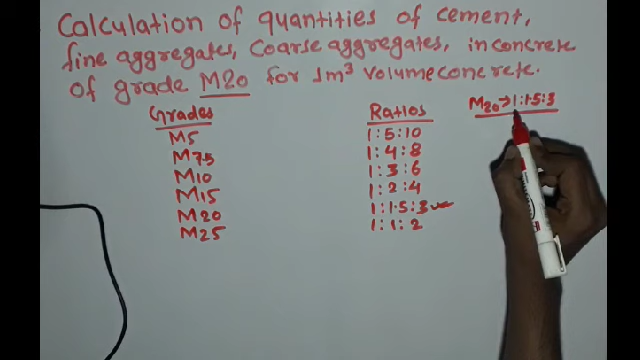 Calculation of quantities of cement,
fine aggregates, Coarse aggregates, in concrete
of grade M20 for 1m³ volume concrete.
Grades Ratios M20→1:1.5:3
M5 1:5:10
M7.5 1:4:8
M10 1:3:6
M15 1:2:4
M20 1:1.5:3 ✓
M25 1:1:2